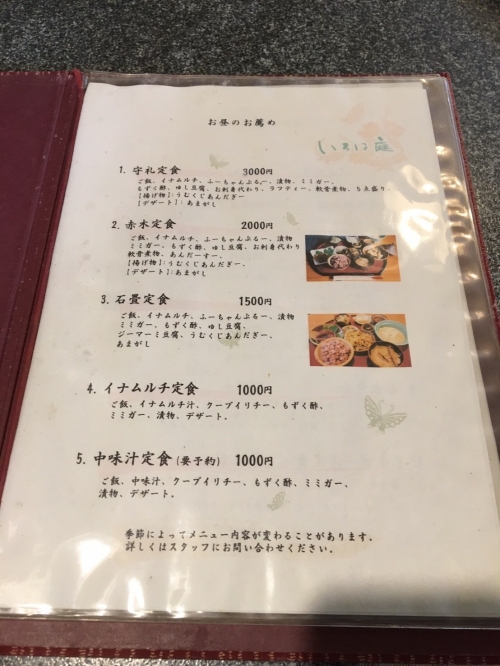 お昼のお薦め
いろは庭
1. 守礼定食 3000円
ご飯、イナムルチ、ふーちゃんぷるー、漬物、ミミガー、
もずく酢、ゆし豆腐、お刺身代わり、ラフティー、軟骨煮物、5点盛り、
【揚げ物】:うむくじあんだぎー
【デザート】:あまがし
2. 赤木定食 2000円
ご飯、イナムルチ、ふーちゃんぷるー、漬物
ミミガー、もずく酢、ゆし豆腐、お刺身代わり
軟骨煮物、あんだーすー、
【揚げ物】:うむくじあんだぎー、
【デザート】:あまがし
3. 石畳定食 1500円
ご飯、イナムルチ、ふーちゃんぷるー、漬物
ミミガー、もずく酢、ゆし豆腐、
ジーマーミ豆腐、うむくじあんだぎー、
あまがし
4. イナムルチ定食 1000円
ご飯、イナムルチ汁、クーブイリチー、もずく酢、
ミミガー、漬物、デザート。
5. 中味汁定食(要予約) 1000円
ご飯、中味汁、クーブイリチー、もずく酢、ミミガー、
漬物、デザート。
季節によってメニュー内容が変わることがあります。
詳しくはスタッフにお問い合わせください。